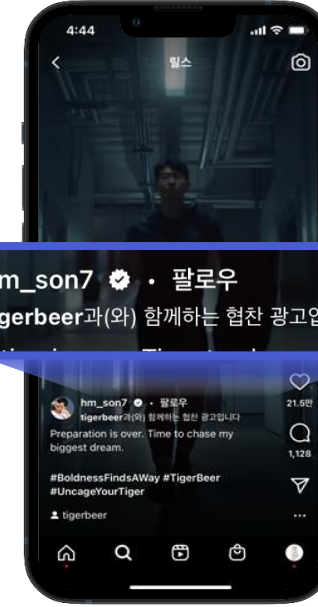 4:44
릴스
hm_son7 · 팔로우
gerbeer과(와) 함께하는 협찬 광고입
hm_son7 · 팔로우
tigerbeer과(와) 함께하는 협찬 광고입니다
Preparation is over. Time to chase my
biggest dream.
#BoldnessFindsAWay #TigerBeer
#UncageYourTiger
tigerbeer
21.5만
1,128